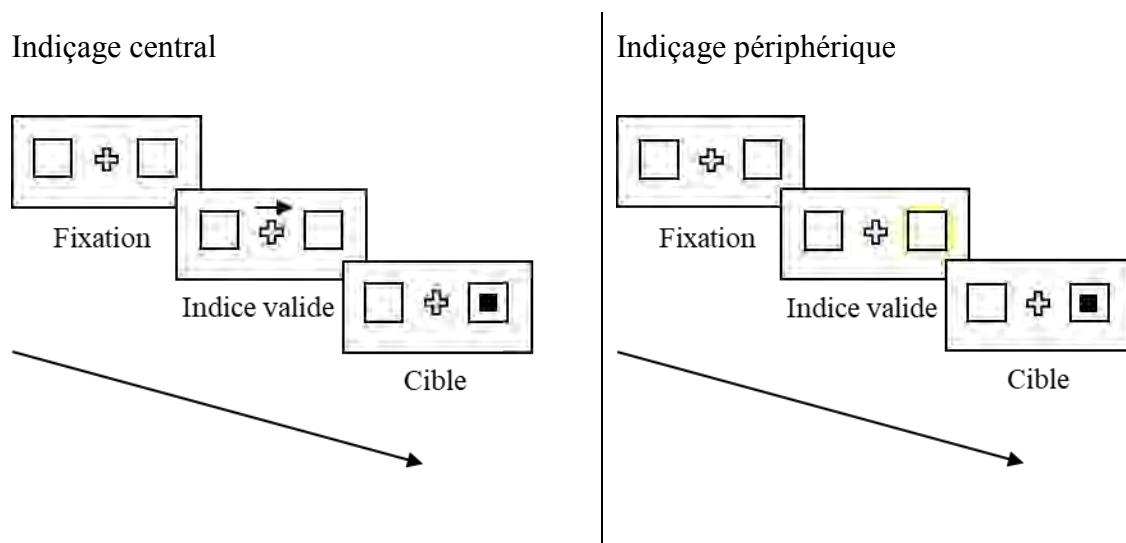 Indiçage central
Fixation
Indice valide
Cible
Indiçage périphérique
Fixation
Indice valide
Cible